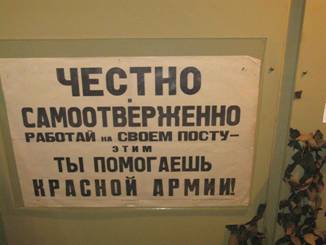 ЧЕСТНО
и
САМООТВЕРЖЕННО
РАБОТАЙ НА СВОЕМ ПОСТУ-
ЭТИМ
ТЫ ПОМОГАЕШЬ
КРАСНОЙ АРМИИ!